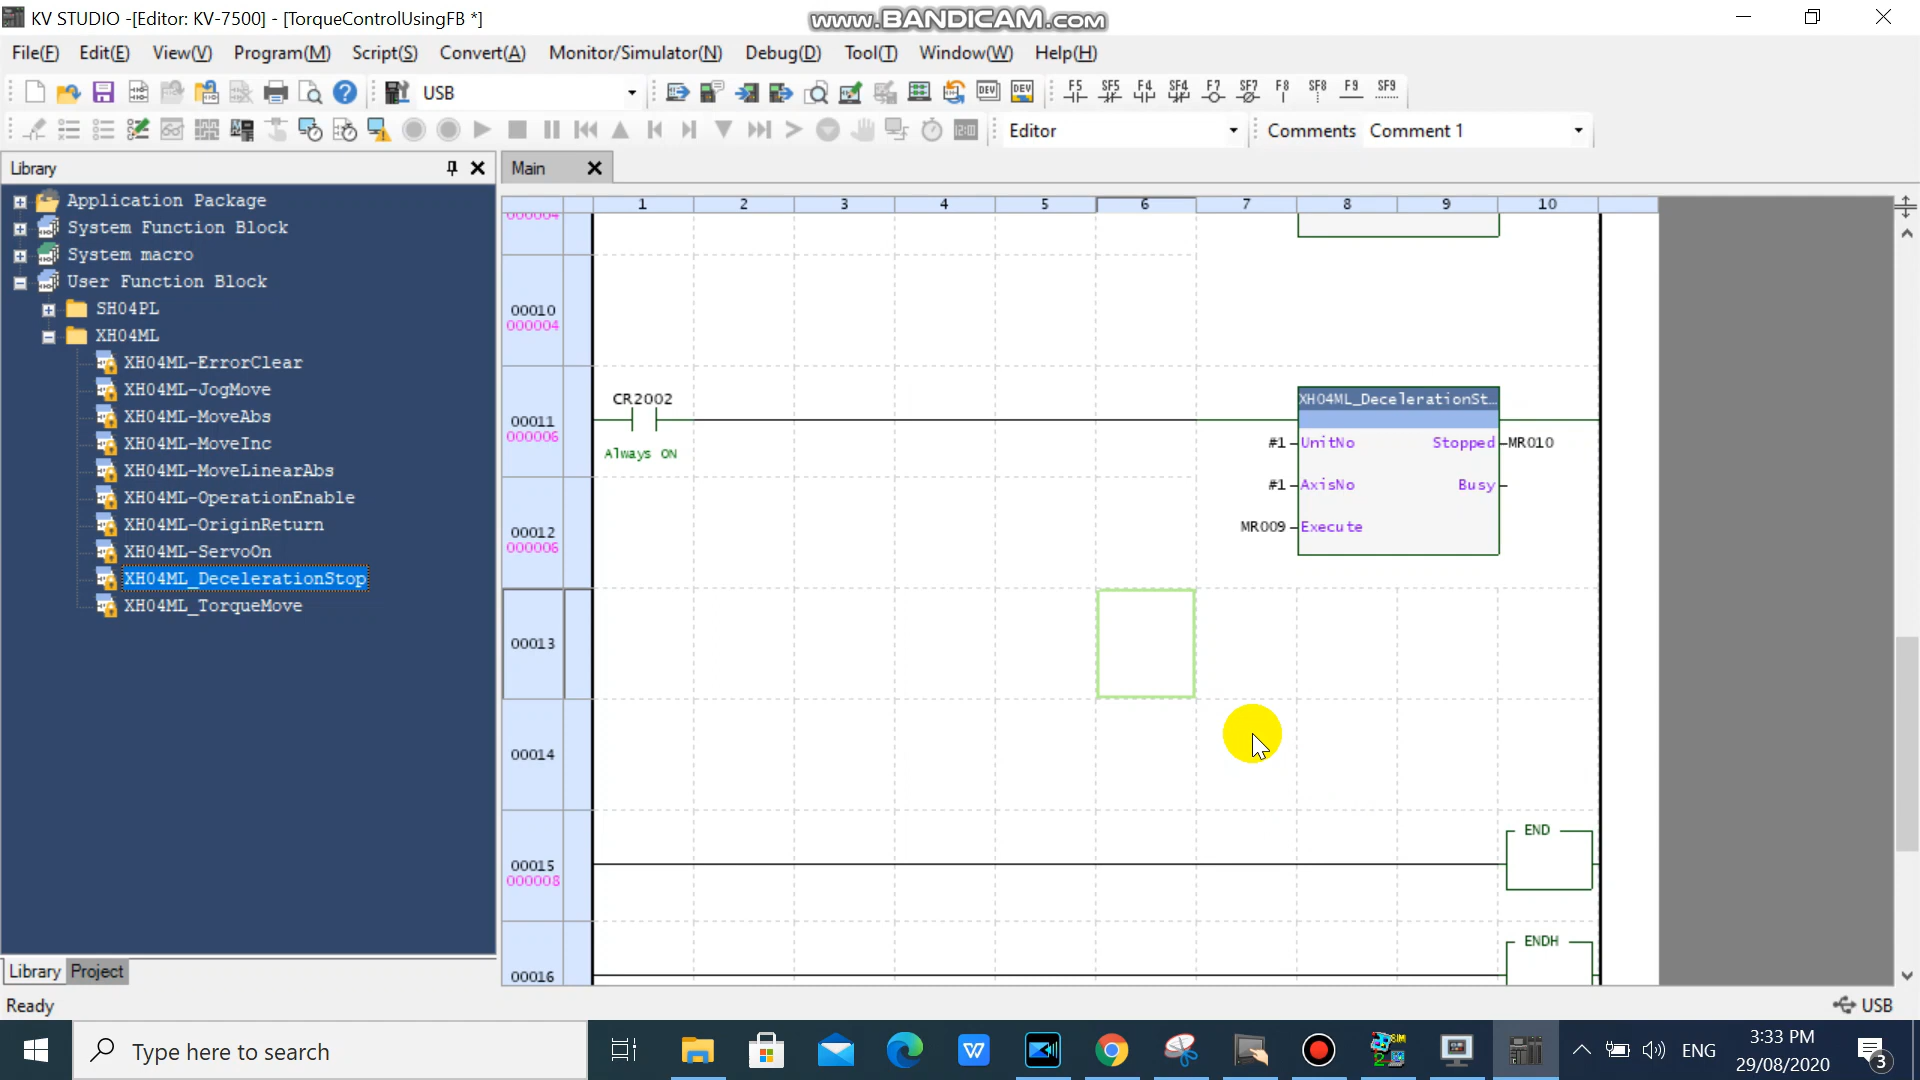 KV STUDIO -[Editor: KV-7500] - [TorqueControlUsingFB *]
www.BANDICAM.com
File(F) Edit(E) View(V) Program(M) Script(S) Convert(A) Monitor/Simulator(N) Debug(D) Tool(T) Window(W) Help(H)
USB
DEV DEV F5 SF5 F4 SF4 F7 SF7 F8 SF8 F9 SF9
Editor Comments Comment 1
Library
Main
Application Package
System Function Block
System macro
User Function Block
SH04PL
XH04ML
XH04ML-ErrorClear
XH04ML-JogMove
XH04ML-MoveAbs
XH04ML-MoveInc
XH04ML-MoveLinearAbs
XH04ML-OperationEnable
XH04ML-OriginReturn
XH04ML-ServoOn
XH04ML_DecelerationStop
XH04ML_TorqueMove
Library Project
1 2 3 4 5 6 7 8 9 10
000004
00010
000004
CR2002 XH04ML_DecelerationSt...
00011
000006
Always ON
#1 UnitNo Stopped MR010
#1 AxisNo Busy
MR009 Execute
00012
000006
00013
00014
END
00015
000008
ENDH
00016
Ready
USB
Type here to search
ENG
3:33 PM
29/08/2020
3